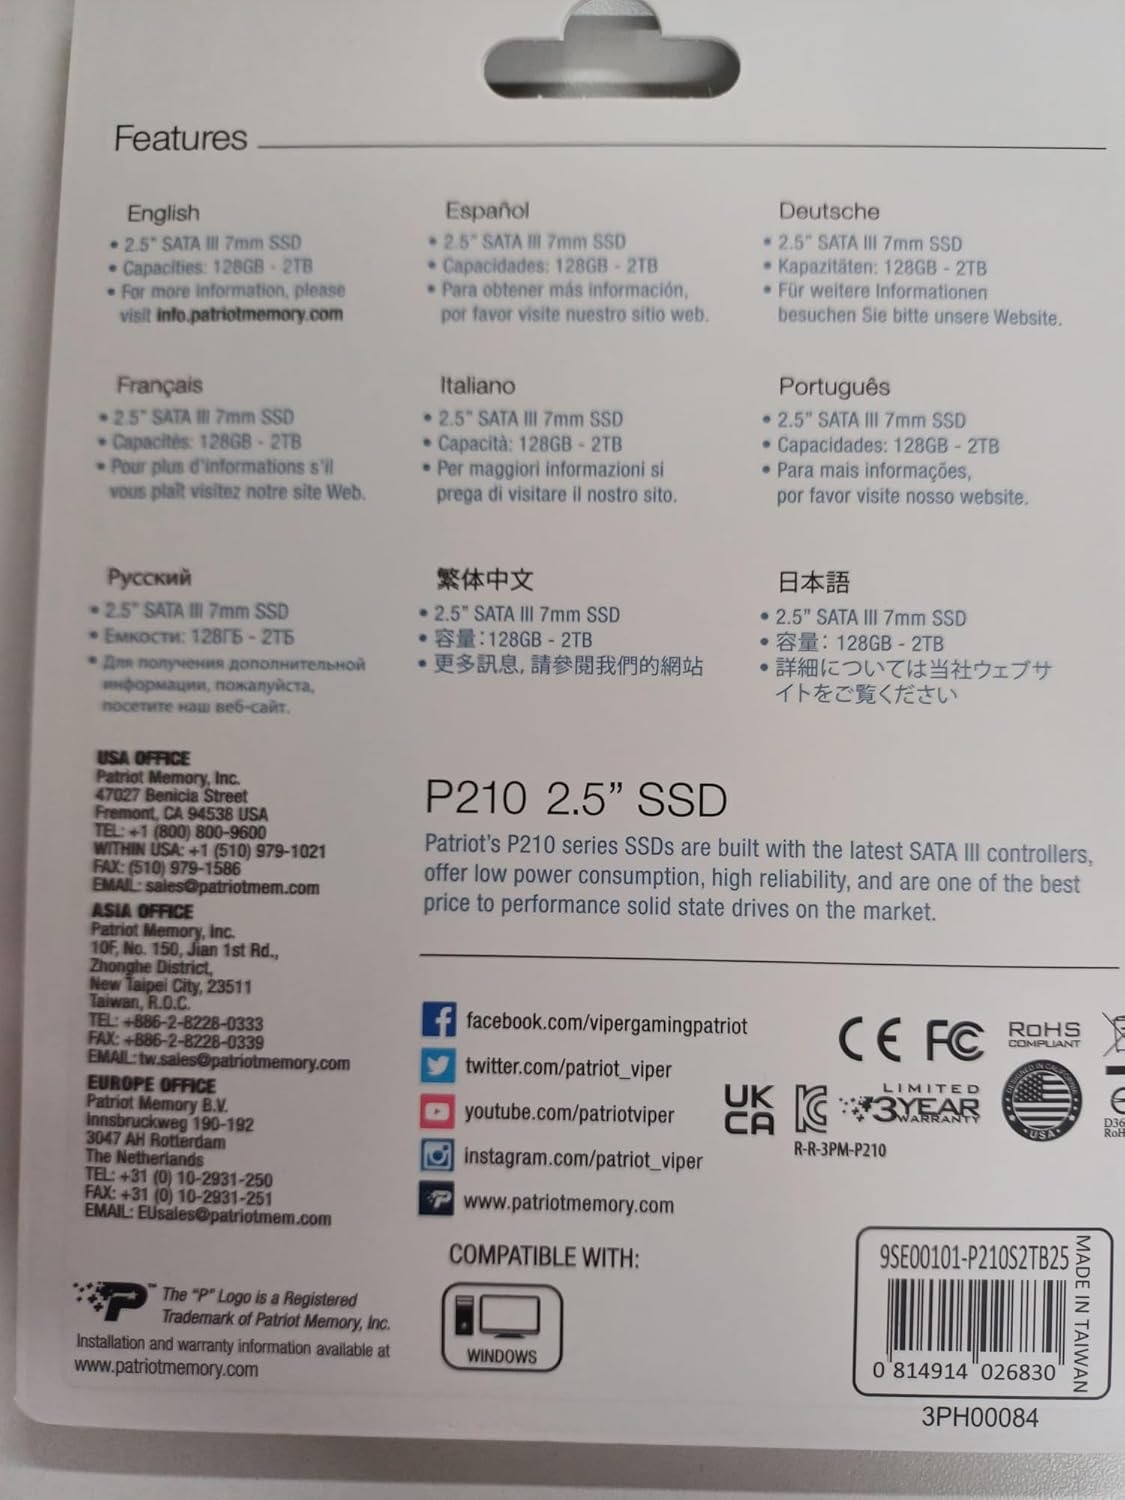 Features
English
• 2.5" SATA III 7mm SSD
• Capacities: 128GB - 2TB
• For more information, please
visit info.patriotmemory.com
Español
• 2.5" SATA III 7mm SSD
• Capacidades: 128GB - 2TB
• Para obtener más información,
por favor visite nuestro sitio web.
Deutsche
• 2.5" SATA III 7mm SSD
• Kapazitäten: 128GB - 2TB
• Für weitere Informationen
besuchen Sie bitte unsere Website.
Français
• 2.5" SATA III 7mm SSD
• Capacités: 128GB - 2TB
• Pour plus d'informations s'il
vous plaît visitez notre site Web.
Italiano
• 2.5" SATA III 7mm SSD
• Capacità: 128GB - 2TB
• Per maggiori informazioni si
prega di visitare il nostro sito.
Português
• 2.5" SATA III 7mm SSD
• Capacidades: 128GB - 2TB
• Para mais informações,
por favor visite nosso website.
Русский
• 2.5" SATA III 7mm SSD
• Емкости: 128ГБ - 2ТБ
• Для получения дополнительной
информации, пожалуйста,
посетите наш веб-сайт.
繁体中文
• 2.5" SATA III 7mm SSD
• 容量：128GB - 2TB
• 更多訊息, 請參閱我們的網站
日本語
• 2.5" SATA III 7mm SSD
• 容量： 128GB - 2TB
• 詳細については当社ウェブサ
イトをご覧ください
USA OFFICE
Patriot Memory, Inc.
47027 Benicia Street
Fremont, CA 94538 USA
TEL: +1 (800) 800-9600
WITHIN USA: +1 (510) 979-1021
FAX: (510) 979-1586
EMAIL: sales@patriotmem.com
ASIA OFFICE
Patriot Memory, Inc.
10F, No. 150, Jian 1st Rd.,
Zhonghe District,
New Taipei City, 23511
Taiwan, R.O.C.
TEL: +886-2-8228-0333
FAX: +886-2-8228-0339
EMAIL: tw.sales@patriotmemory.com
EUROPE OFFICE
Patriot Memory B.V.
Innsbruckweg 190-192
3047 AH Rotterdam
The Netherlands
TEL: +31 (0) 10-2931-250
FAX: +31 (0) 10-2931-251
EMAIL: EUsales@patriotmem.com
P™ The "P" Logo is a Registered
Trademark of Patriot Memory, Inc.
Installation and warranty information available at
www.patriotmemory.com
P210 2.5" SSD
Patriot's P210 series SSDs are built with the latest SATA III controllers,
offer low power consumption, high reliability, and are one of the best
price to performance solid state drives on the market.
facebook.com/vipergamingpatriot
twitter.com/patriot_viper
youtube.com/patriotviper
instagram.com/patriot_viper
www.patriotmemory.com
CE FC RoHS
COMPLIANT
UK
CA
LIMITED
3YEAR
WARRANTY
R-R-3PM-P210
DESIGNED IN CALIFORNIA
USA
D36
RoH
COMPATIBLE WITH:
WINDOWS
9SE00101-P210S2TB25
0 814914 026830
MADE IN TAIWAN
3PH00084